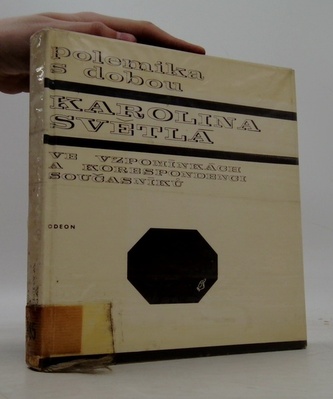 polemika
s dobou
KAROLINA
SVĚTLÁ
VE VZPOMÍNKÁCH
A KORESPONDENCI
SOUČASNÍKŮ
ODEON